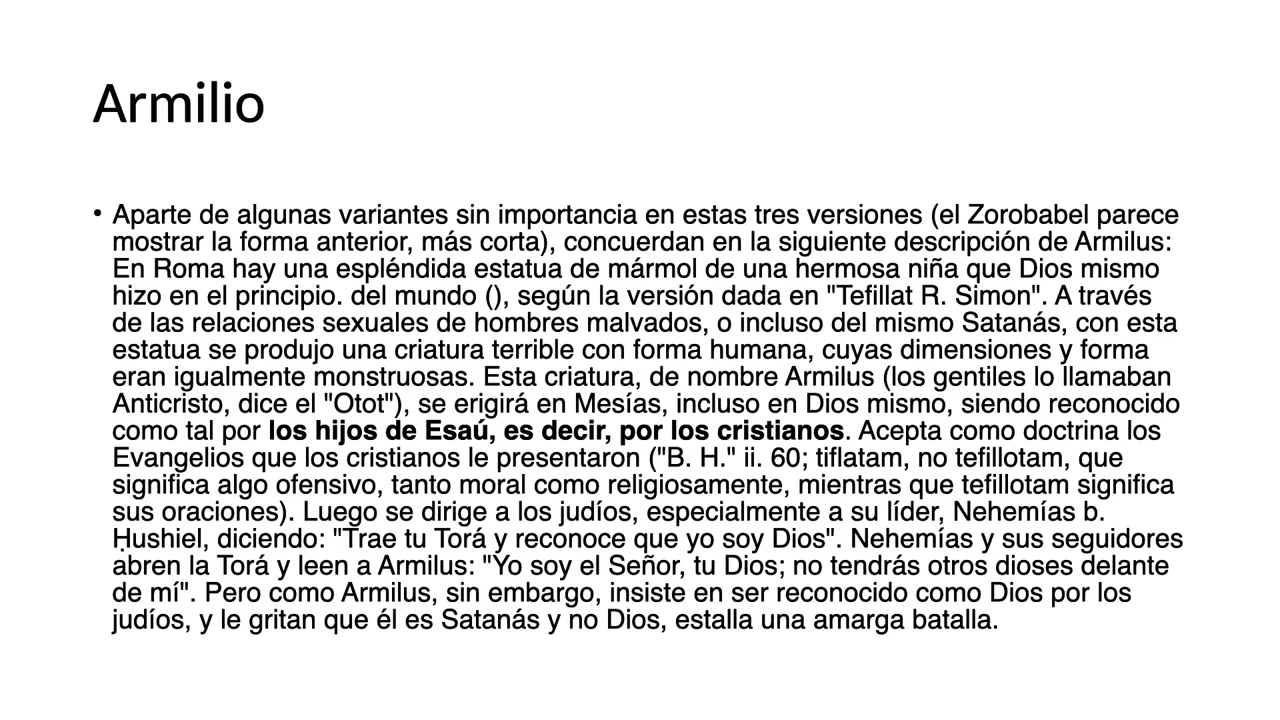 Armilio
• Aparte de algunas variantes sin importancia en estas tres versiones (el Zorobabel parece
mostrar la forma anterior, más corta), concuerdan en la siguiente descripción de Armilus:
En Roma hay una espléndida estatua de mármol de una hermosa niña que Dios mismo
hizo en el principio. del mundo (), según la versión dada en "Tefillat R. Simon". A través
de las relaciones sexuales de hombres malvados, o incluso del mismo Satanás, con esta
estatua se produjo una criatura terrible con forma humana, cuyas dimensiones y forma
eran igualmente monstruosas. Esta criatura, de nombre Armilus (los gentiles lo llamaban
Anticristo, dice el "Otot"), se erigirá en Mesías, incluso en Dios mismo, siendo reconocido
como tal por los hijos de Esaú, es decir, por los cristianos. Acepta como doctrina los
Evangelios que los cristianos le presentaron ("B. H." ii. 60; tiflatam, no tefillotam, que
significa algo ofensivo, tanto moral como religiosamente, mientras que tefillotam significa
sus oraciones). Luego se dirige a los judíos, especialmente a su líder, Nehemías b.
Ḥushiel, diciendo: "Trae tu Torá y reconoce que yo soy Dios". Nehemías y sus seguidores
abren la Torá y leen a Armilus: "Yo soy el Señor, tu Dios; no tendrás otros dioses delante
de mí". Pero como Armilus, sin embargo, insiste en ser reconocido como Dios por los
judíos, y le gritan que él es Satanás y no Dios, estalla una amarga batalla.